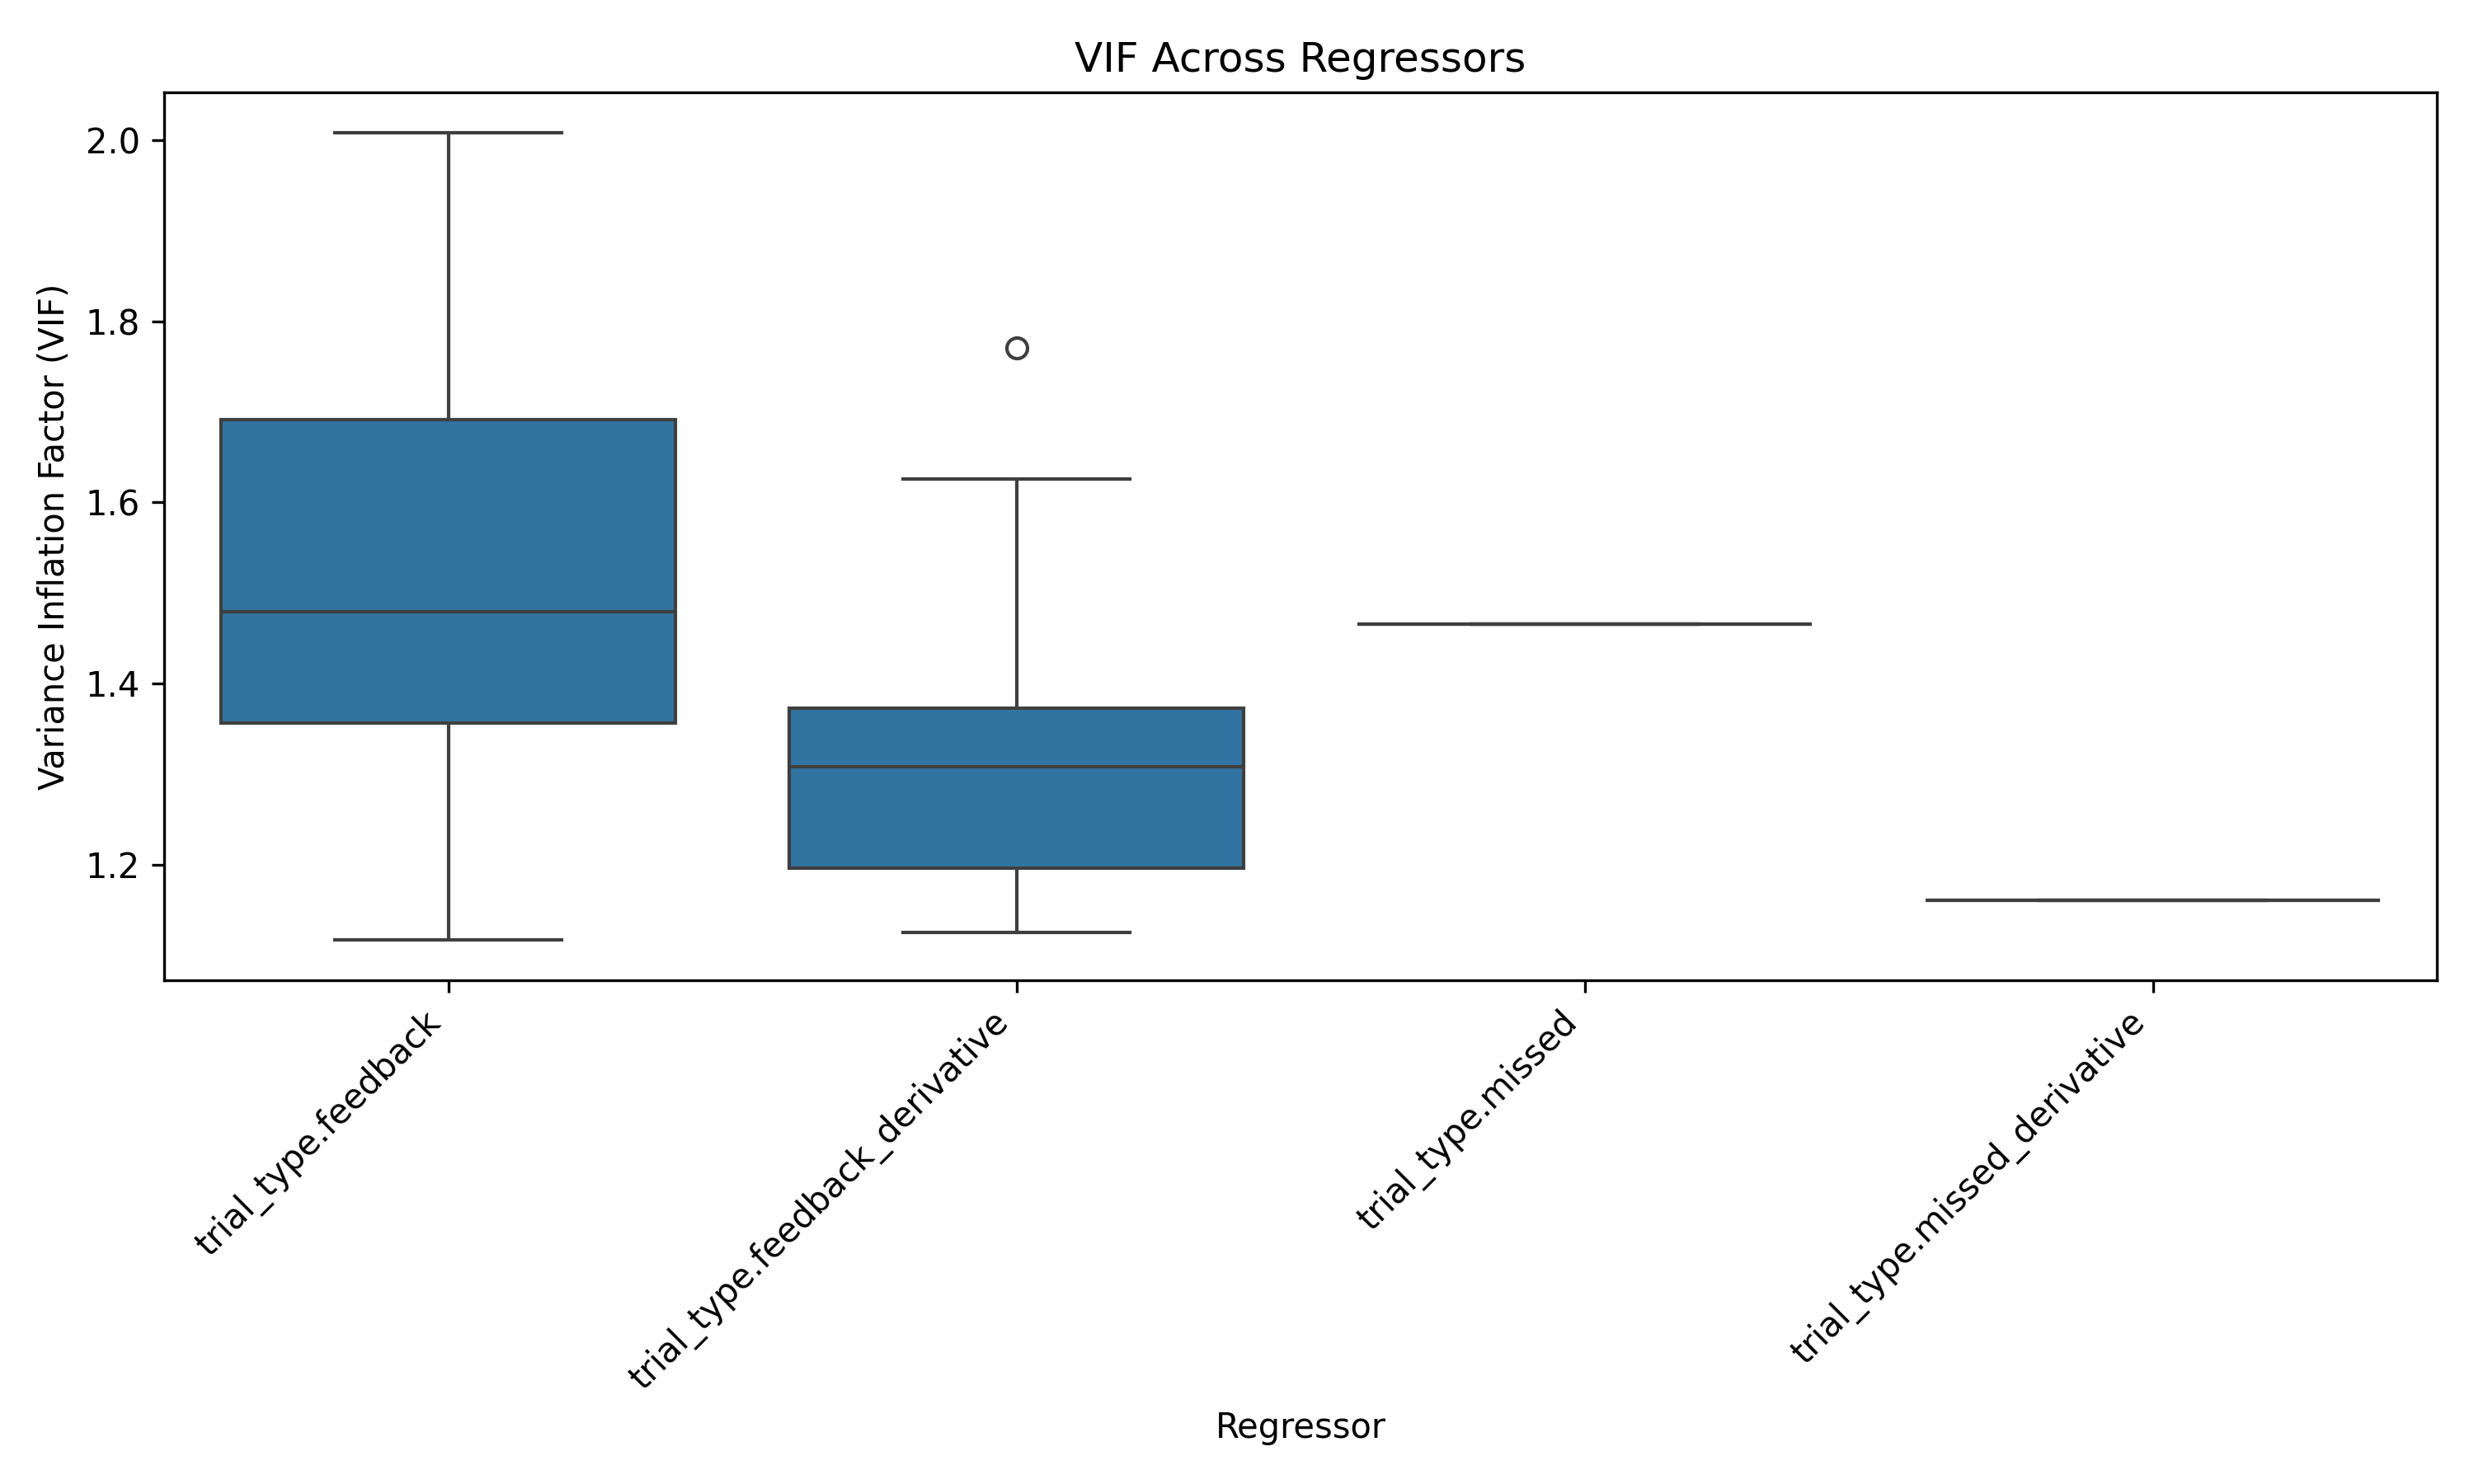 VIF Across Regressors
Variance Inflation Factor (VIF)
2.0
1.8
1.6
1.4
1.2
trial_type.feedback
trial_type.feedback_derivative
trial_type.missed
trial_type.missed_derivative
Regressor